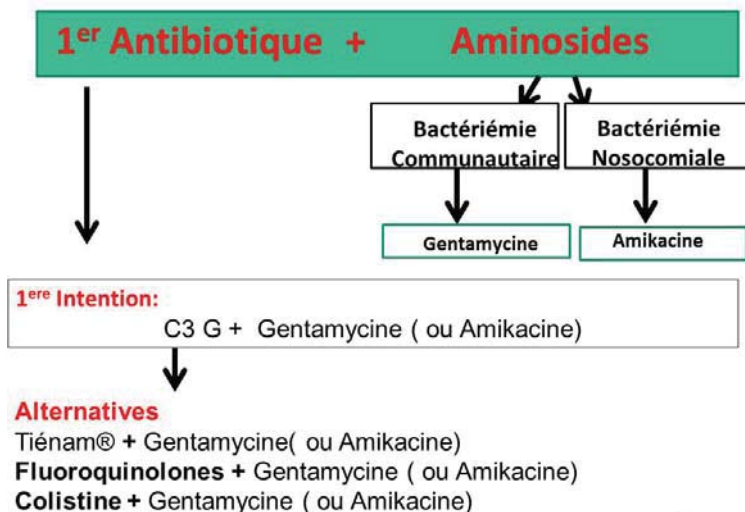 1er Antibiotique + Aminosides
Bactériémie
Communautaire
Bactériémie
Nosocomiale
Gentamycine
Amikacine
1ere Intention:
C3 G + Gentamycine ( ou Amikacine)
Alternatives
Tiénam® + Gentamycine( ou Amikacine)
Fluoroquinolones + Gentamycine ( ou Amikacine)
Colistine + Gentamycine ( ou Amikacine)